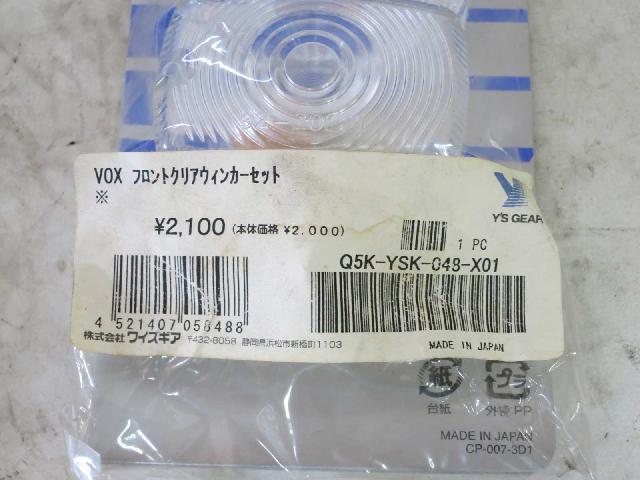 VOX フロントクリアウィンカーセット
※
¥2,100 (本体価格 ¥2,000)
Y'S GEAR
1 PC
Q5K-YSK-048-X01
4 521407 058488
株式会社 ワイズギア 〒432-8058 静岡県浜松市新橋町1103
MADE IN JAPAN
紙 プラ
台紙 外袋 PP
MADE IN JAPAN
CP-007-3D1